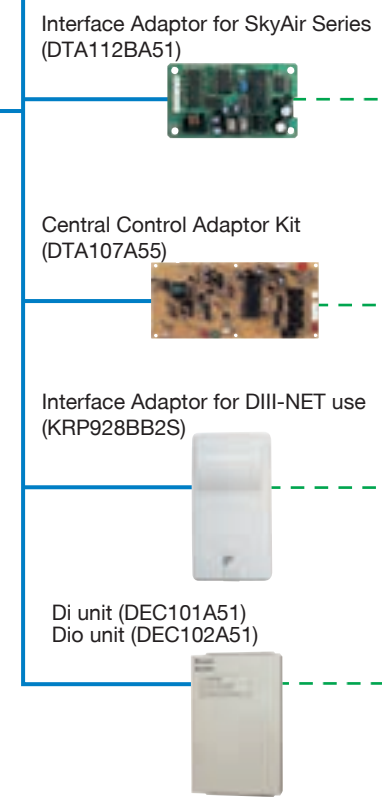 Interface Adaptor for SkyAir Series
(DTA112BA51)
Central Control Adaptor Kit
(DTA107A55)
Interface Adaptor for DIII-NET use
(KRP928BB2S)
Di unit (DEC101A51)
Dio unit (DEC102A51)